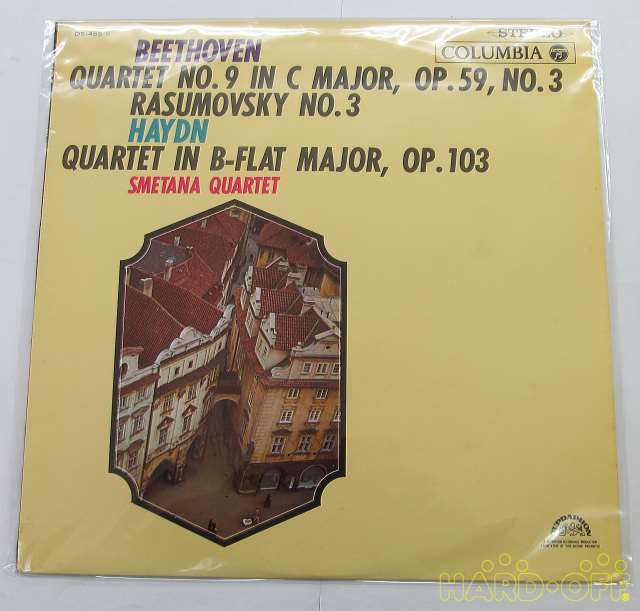 STEREO
COLUMBIA
BEETHOVEN
QUARTET NO.9 IN C MAJOR, OP.59, NO.3
RASUMOVSKY NO.3
HAYDN
QUARTET IN B-FLAT MAJOR, OP.103
SMETANA QUARTET
SUPRAPHON
HARD·OFF